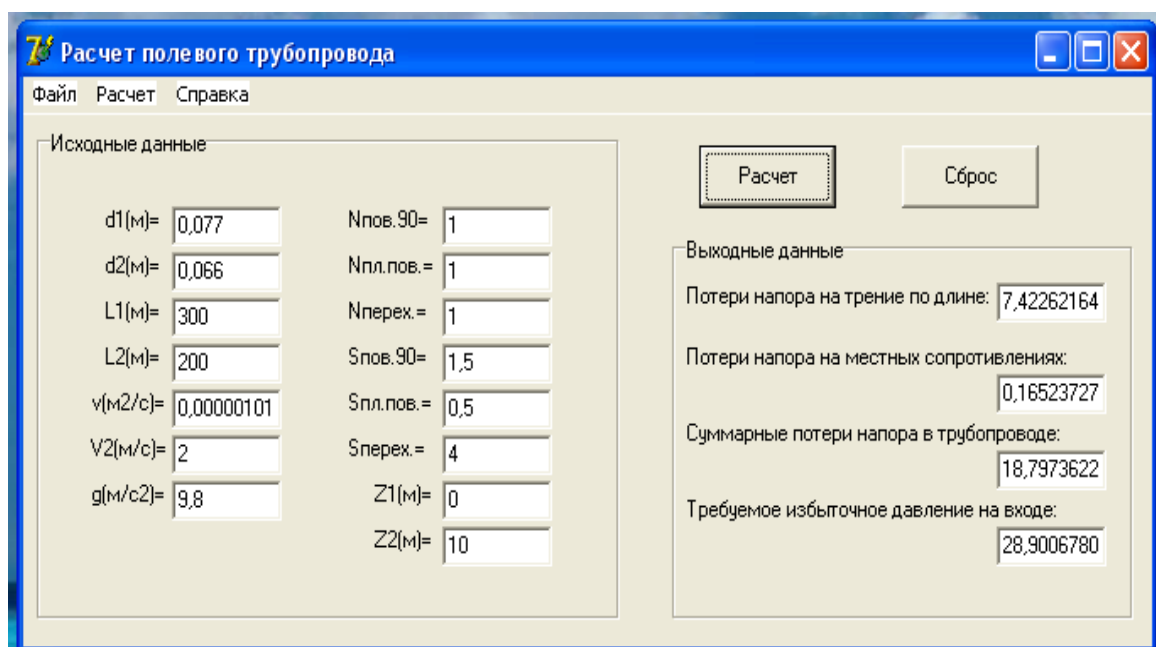 Расчет полевого трубопровода
Файл Расчет Справка
Исходные данные
d1(м)= 0,077
d2(м)= 0,066
L1(м)= 300
L2(м)= 200
v(м2/с)= 0,00000101
V2(м/с)= 2
g(м/с2)= 9,8
Nпов.90= 1
Nпл.пов.= 1
Nперех.= 1
Sпов.90= 1,5
Sпл.пов.= 0,5
Sперех.= 4
Z1(м)= 0
Z2(м)= 10
Расчет Сброс
Выходные данные
Потери напора на трение по длине: 7,42262164
Потери напора на местных сопротивлениях:
0,16523727
Суммарные потери напора в трубопроводе:
18,7973622
Требуемое избыточное давление на входе:
28,9006780